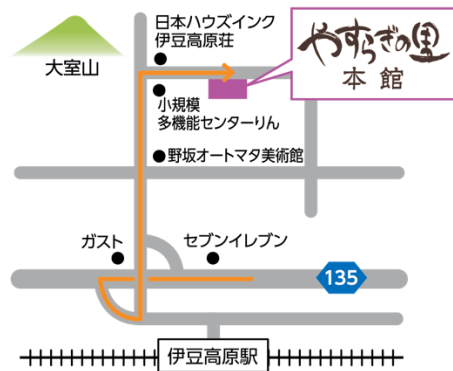 日本ハウズインク
伊豆高原荘
大室山
やすらぎの里
本館
小規模
多機能センターりん
野坂オートマタ美術館
ガスト
セブンイレブン
135
伊豆高原駅